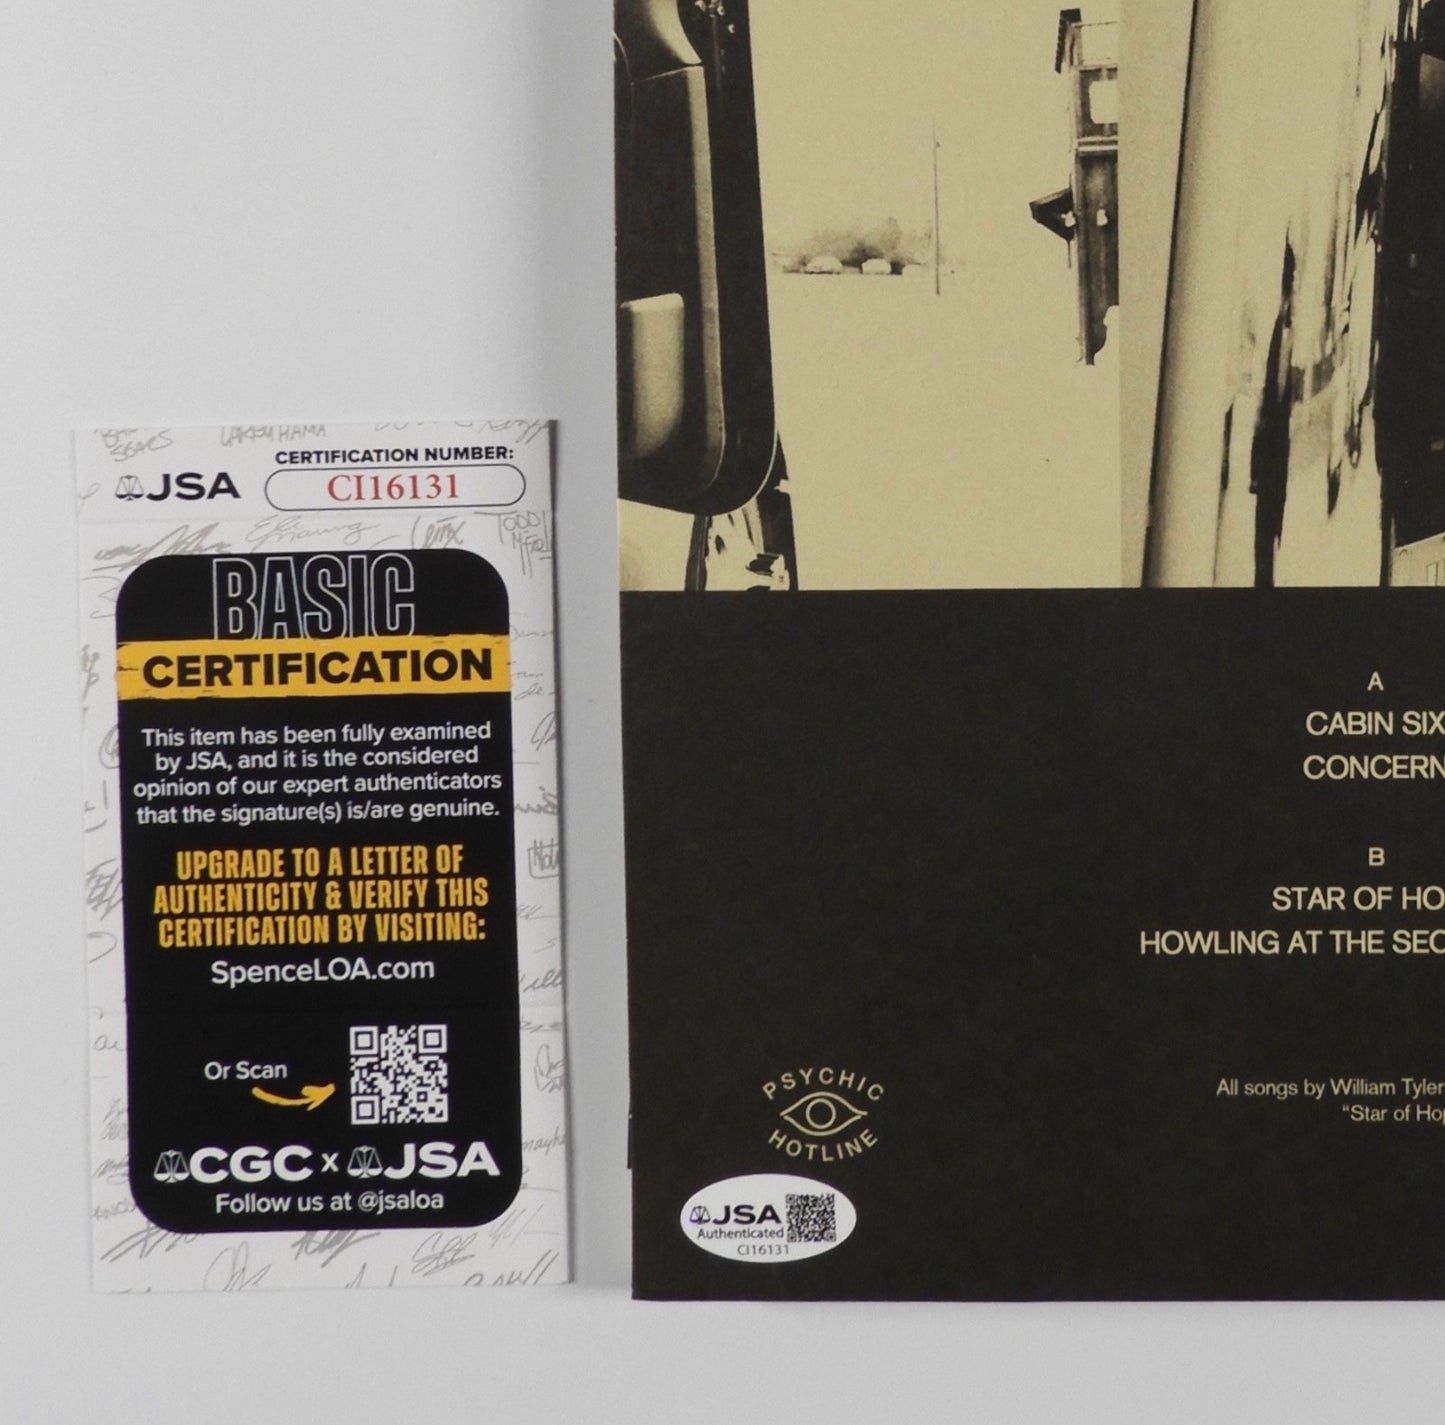 CERTIFICATION NUMBER:
JSA
CI16131
BASIC
CERTIFICATION
This item has been fully examined
by JSA, and it is the considered
opinion of our expert authenticators
that the signature(s) is/are genuine.
UPGRADE TO A LETTER OF
AUTHENTICITY & VERIFY THIS
CERTIFICATION BY VISITING:
SpenceLOA.com
Or Scan
CGC x JSA
Follow us at @jsaloa
A
CABIN SIX
CONCERN
B
STAR OF HO
HOWLING AT THE SEC
All songs by William Tyler
“Star of Hop
PSYCHIC
HOTLINE
JSA
Authenticated
CI16131